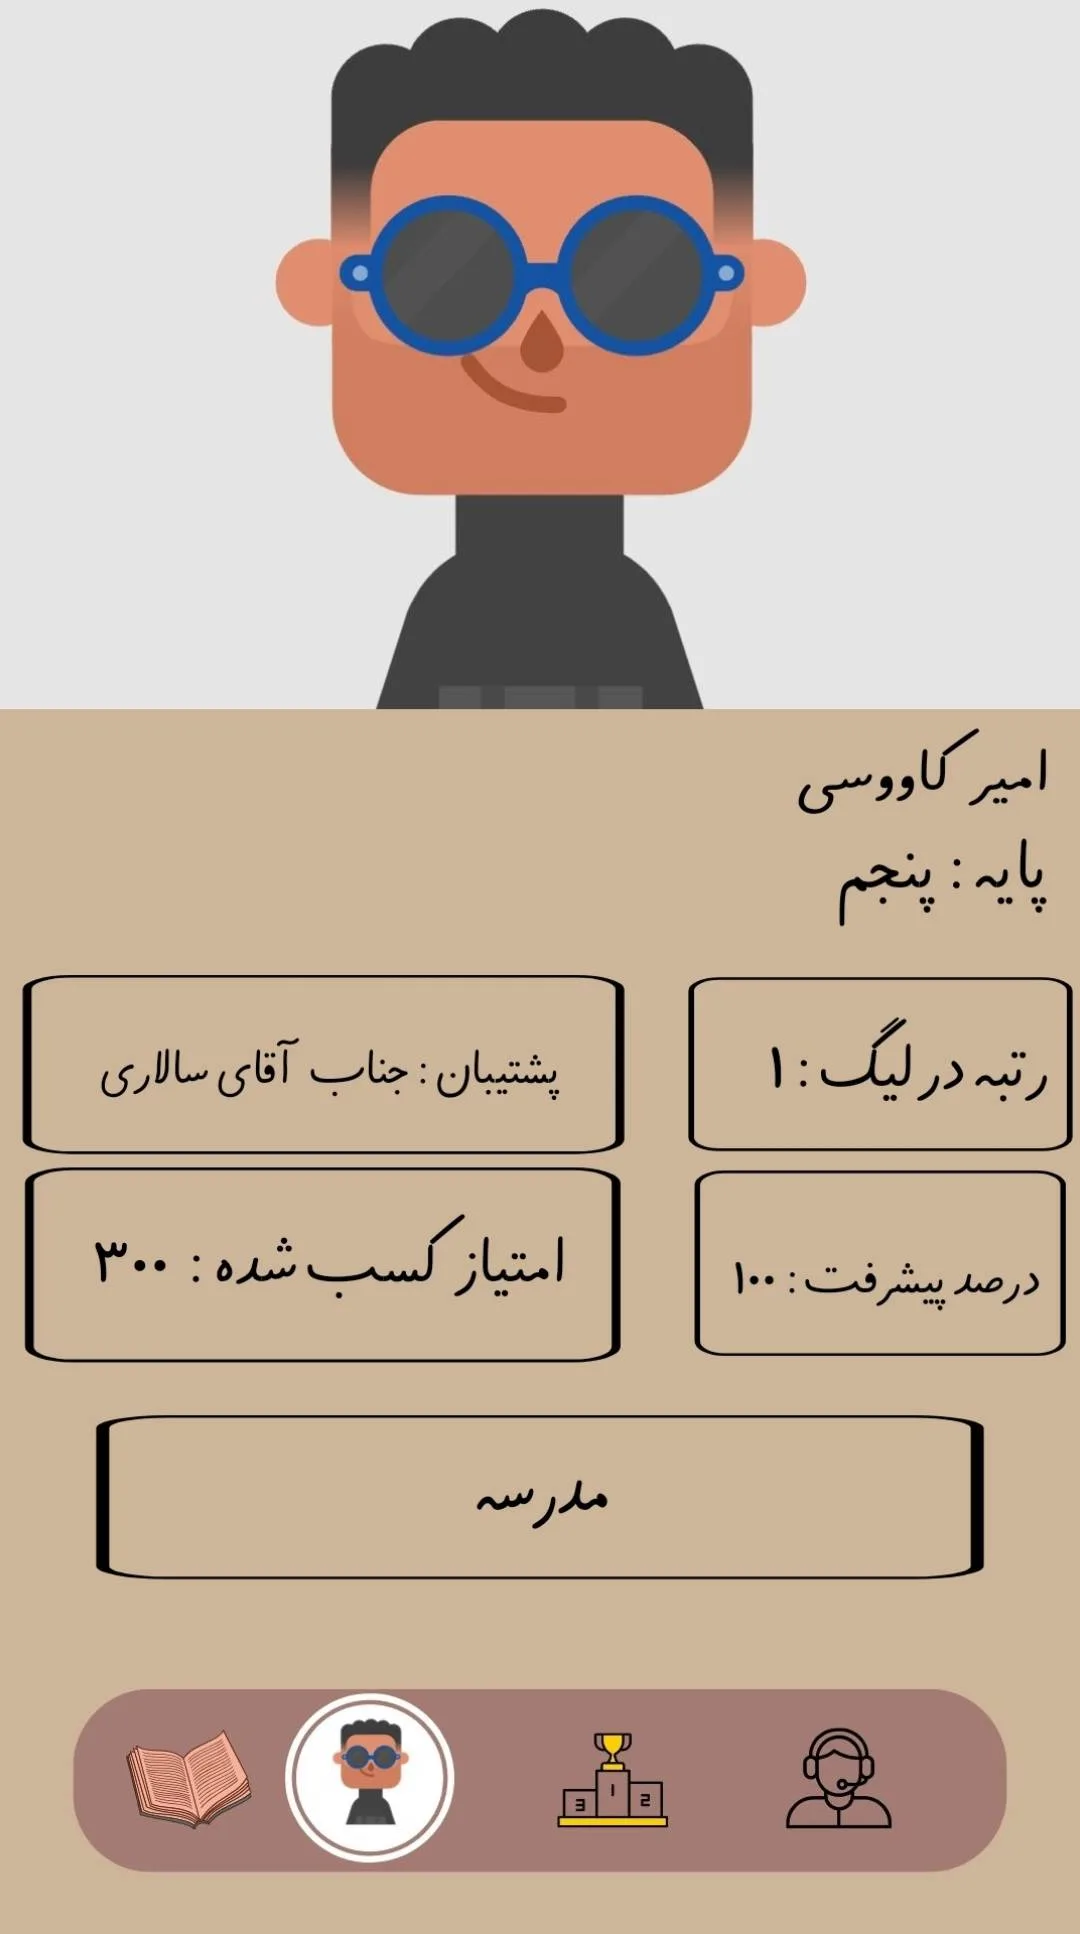 امیر کاووسی
پایه : پنجم
رتبه در لیگ : ۱
پشتیبان : جناب آقای سالاری
درصد پیشرفت : ۱۰۰
امتیاز کسب شده : ۳۰۰
مدرسه
3 1 2